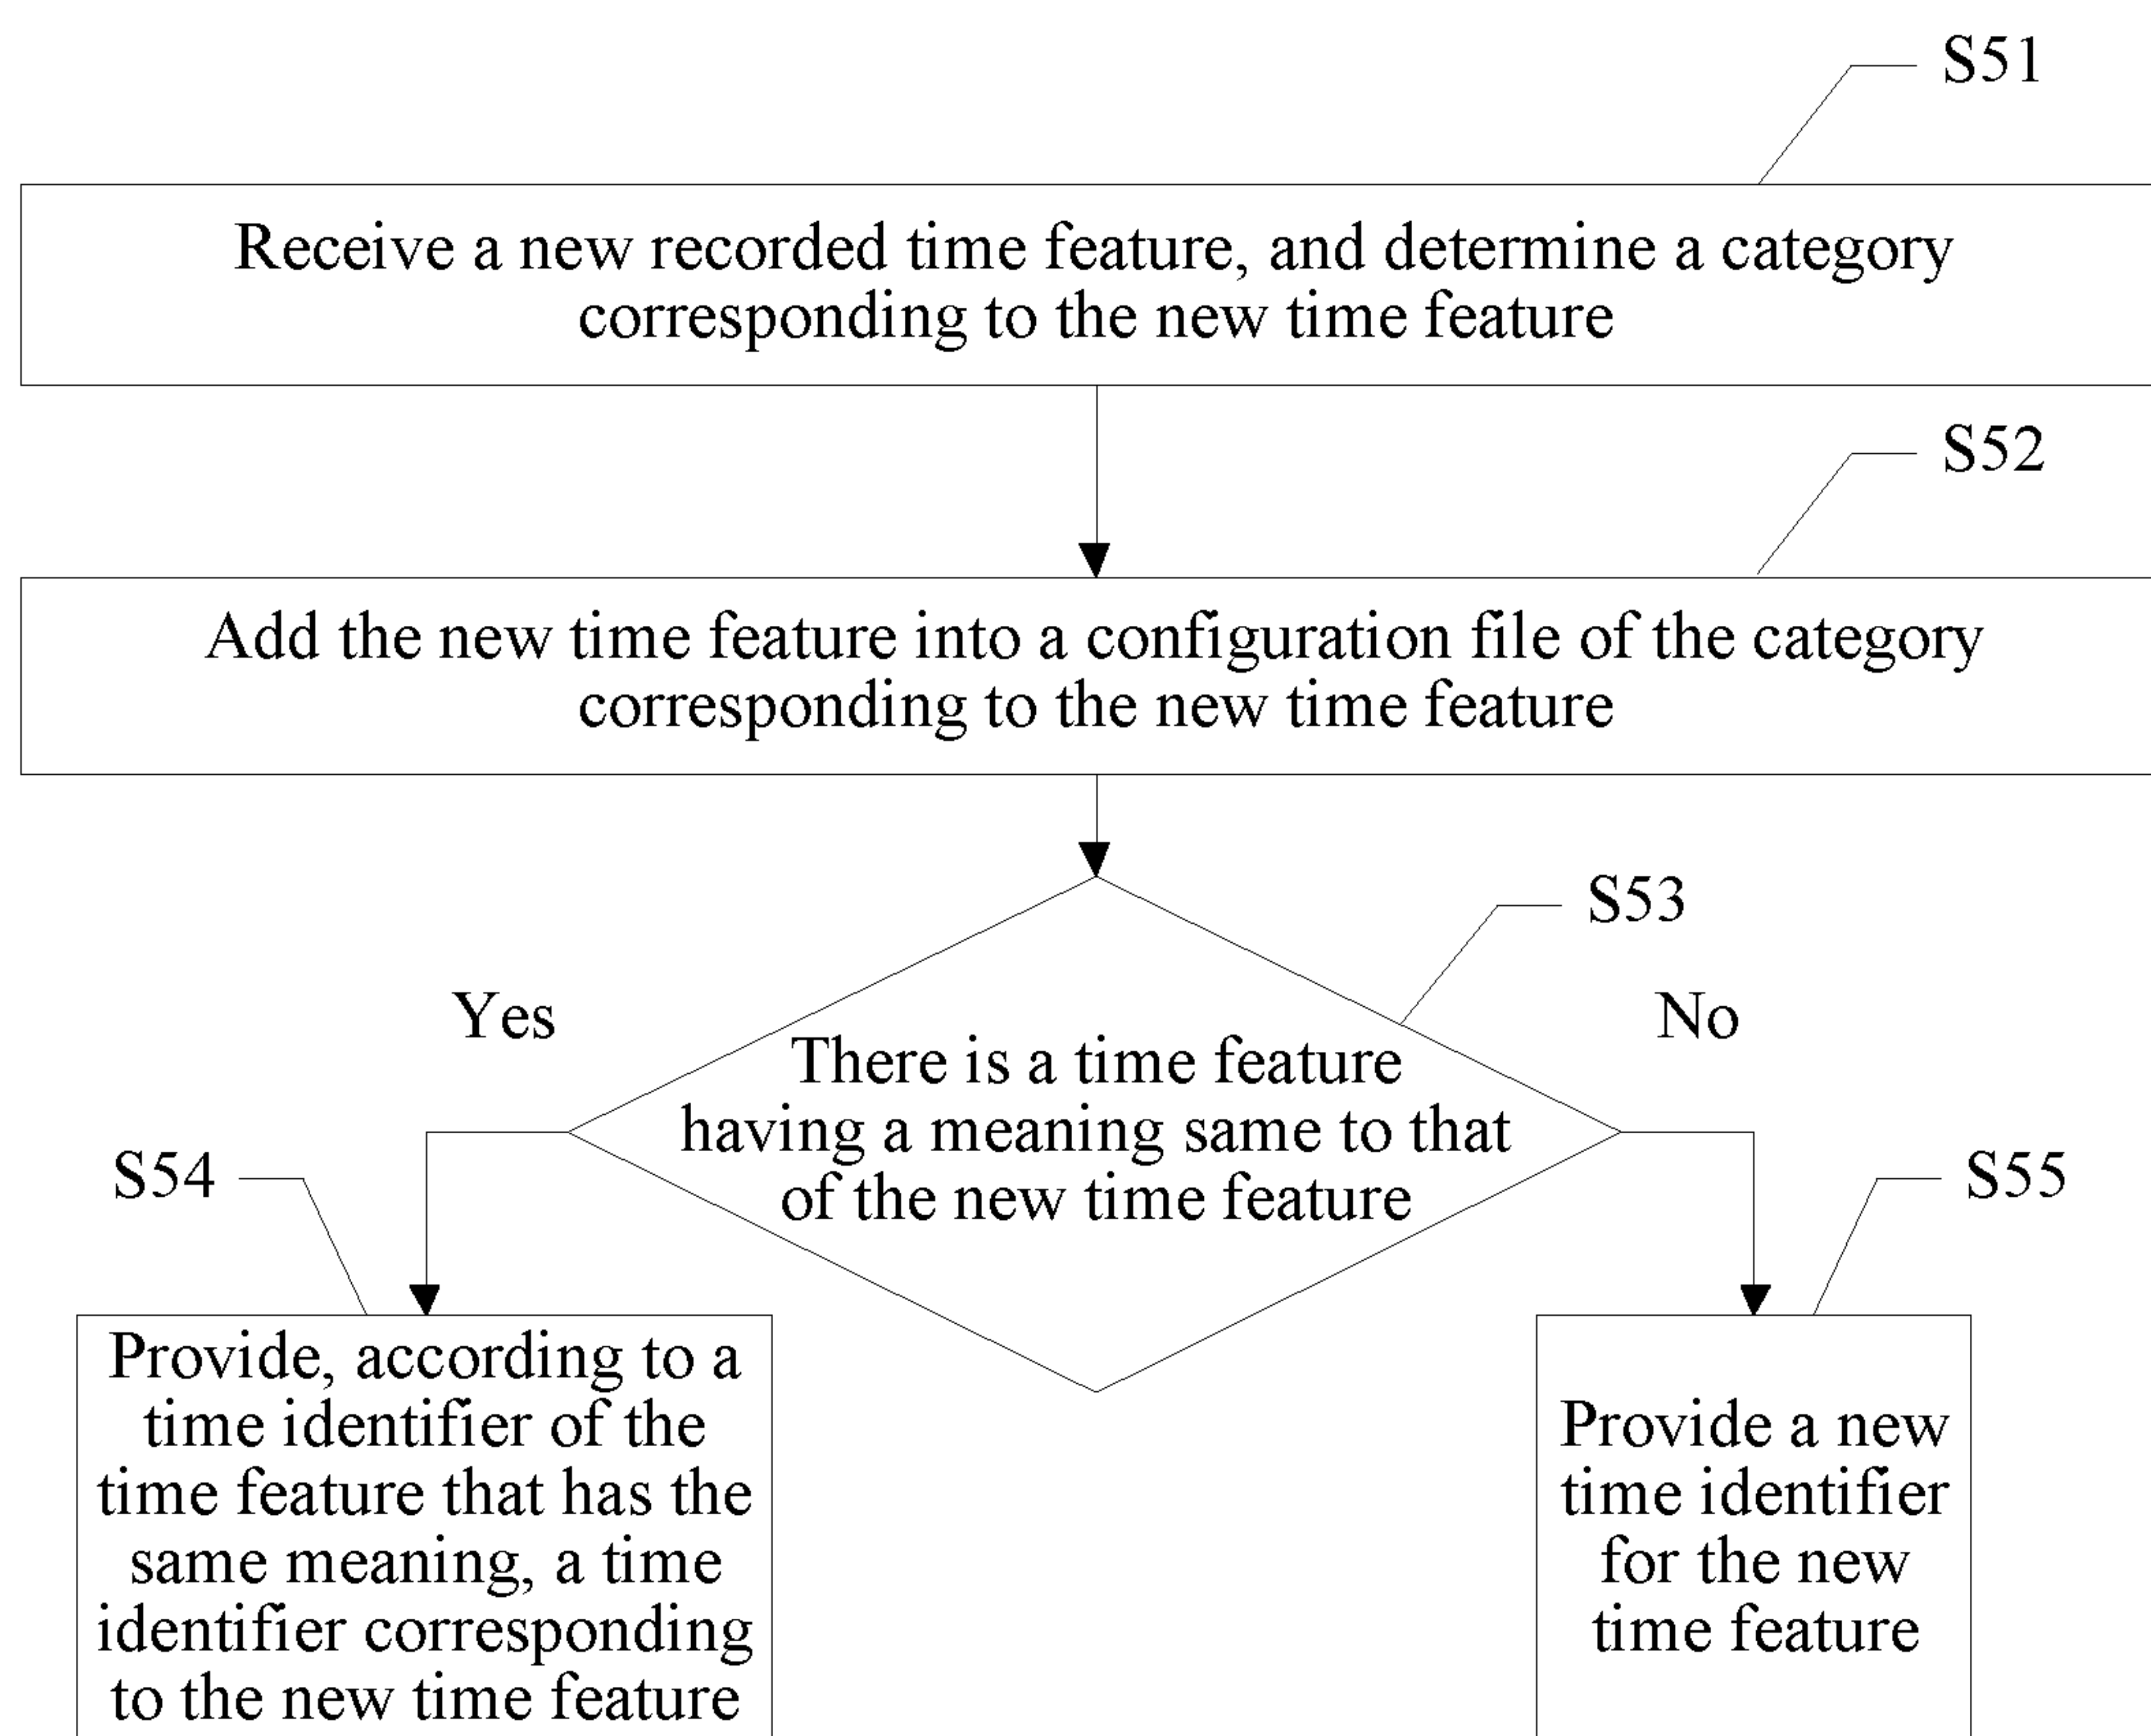 S51
Receive a new recorded time feature, and determine a category
corresponding to the new time feature
S52
Add the new time feature into a configuration file of the category
corresponding to the new time feature
S53
Yes
No
There is a time feature
having a meaning same to that
of the new time feature
S54
S55
Provide, according to a
time identifier of the
time feature that has the
same meaning, a time
identifier corresponding
to the new time feature
Provide a new
time identifier
for the new
time feature